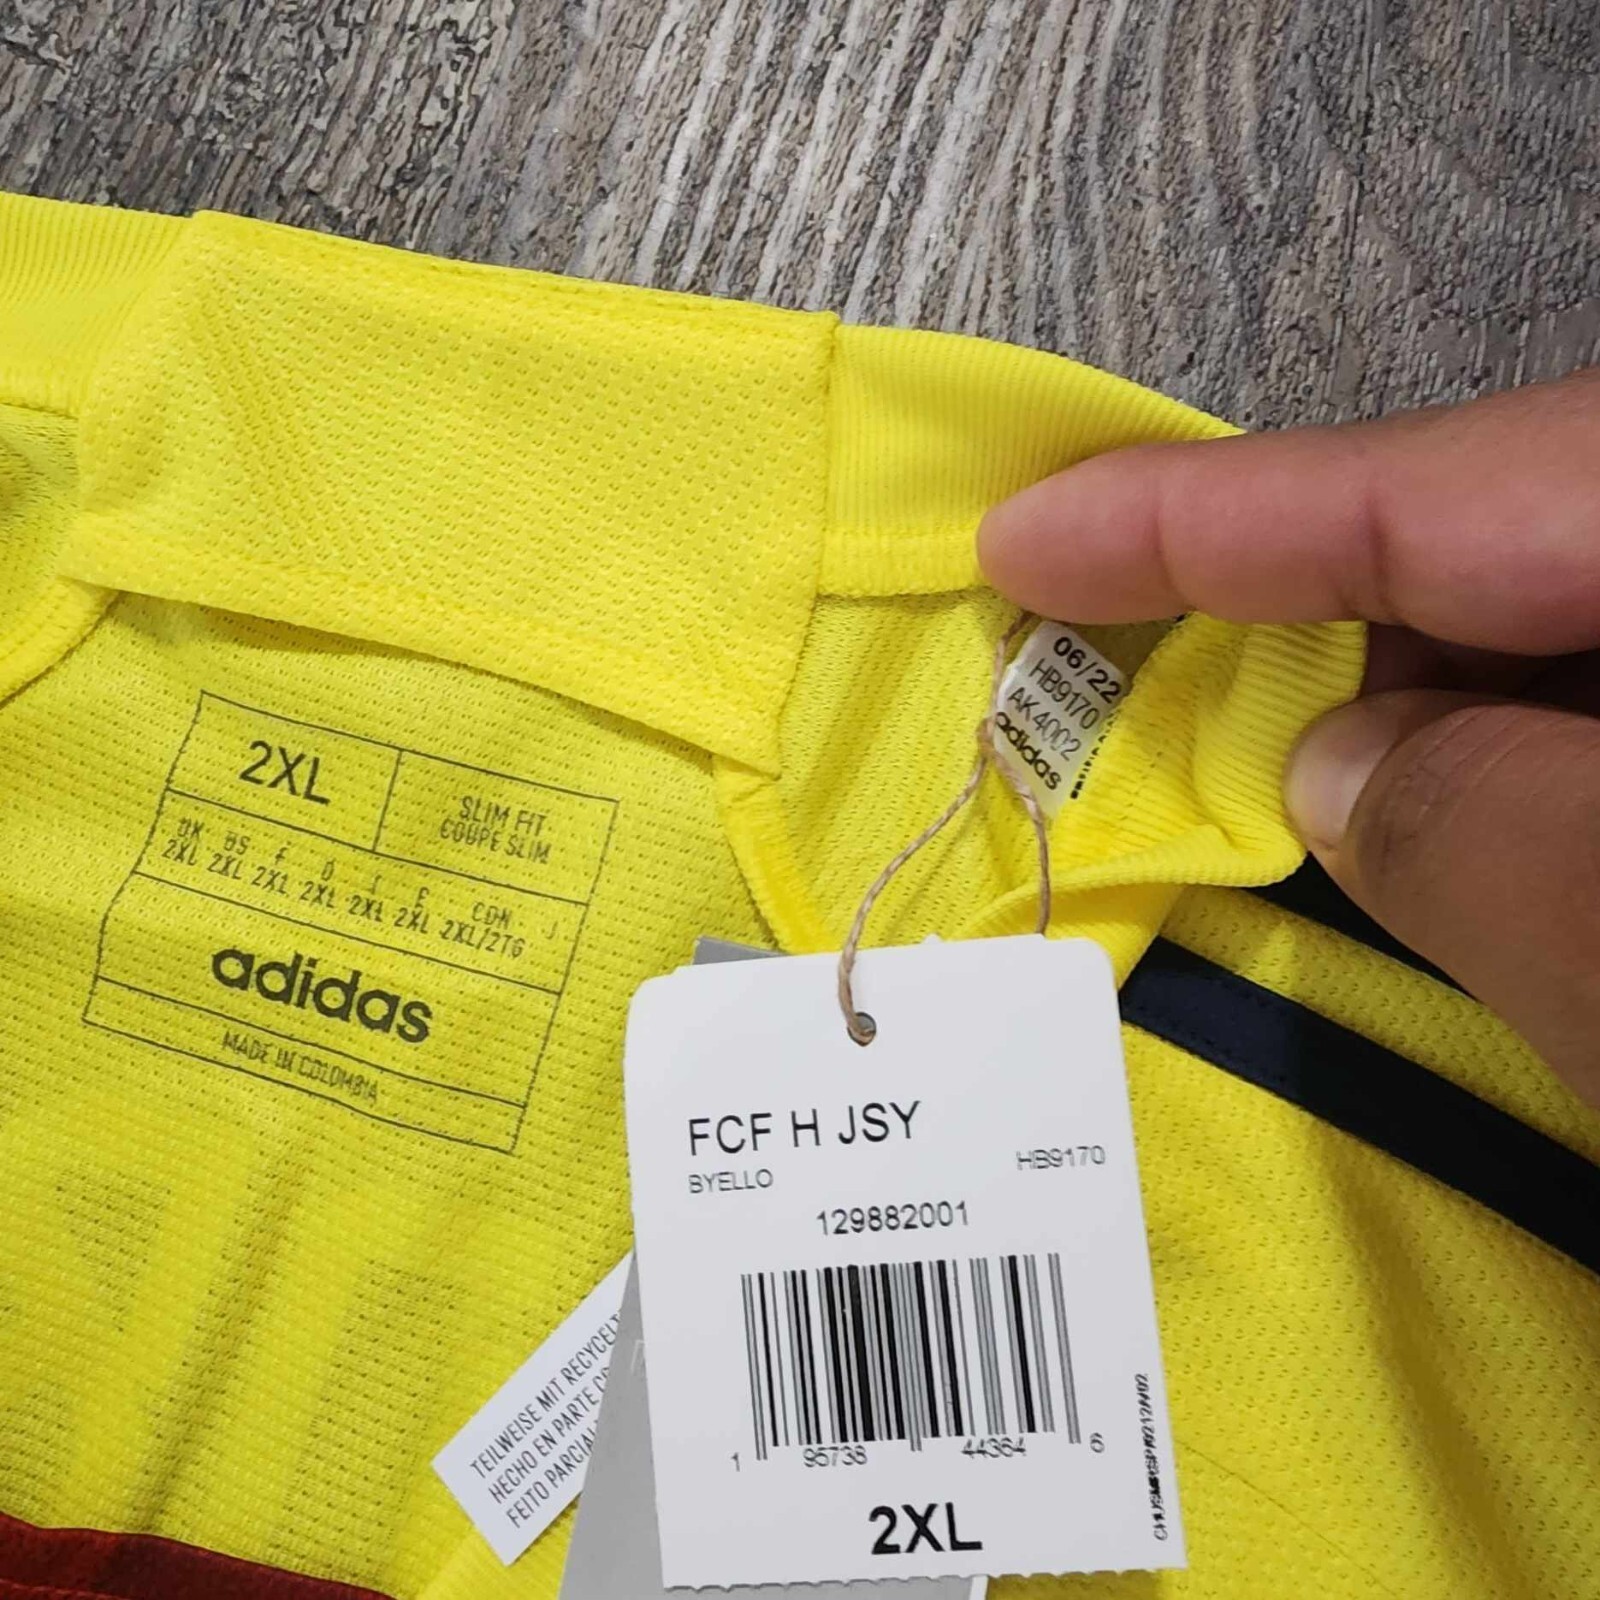 06/22
HB9170
AK4002
adidas
2XL
SLIM FIT
COUPE SLIM
UK US F D I E CDN J
2XL 2XL 2XL 2XL 2XL 2XL 2XL/2TG
adidas
MADE IN COLOMBIA
FCF H JSY
BYELLO
HB9170
129882001
1 95738 44364 6
2XL
TEILWEISE MIT RECYCELT
HECHO EN PARTE CO
FEITO PARCIAL